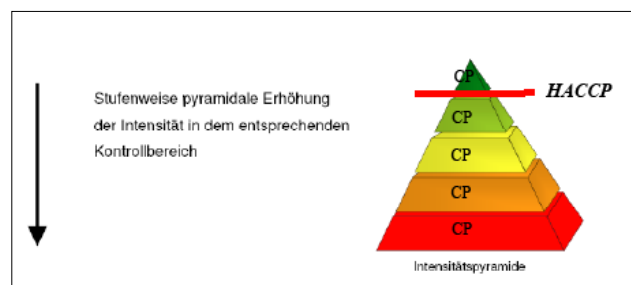 Stufenweise pyramidale Erhöhung
der Intensität in dem entsprechenden
Kontrollbereich
CP
HACCP
CP
CP
CP
CP
Intensitätspyramide